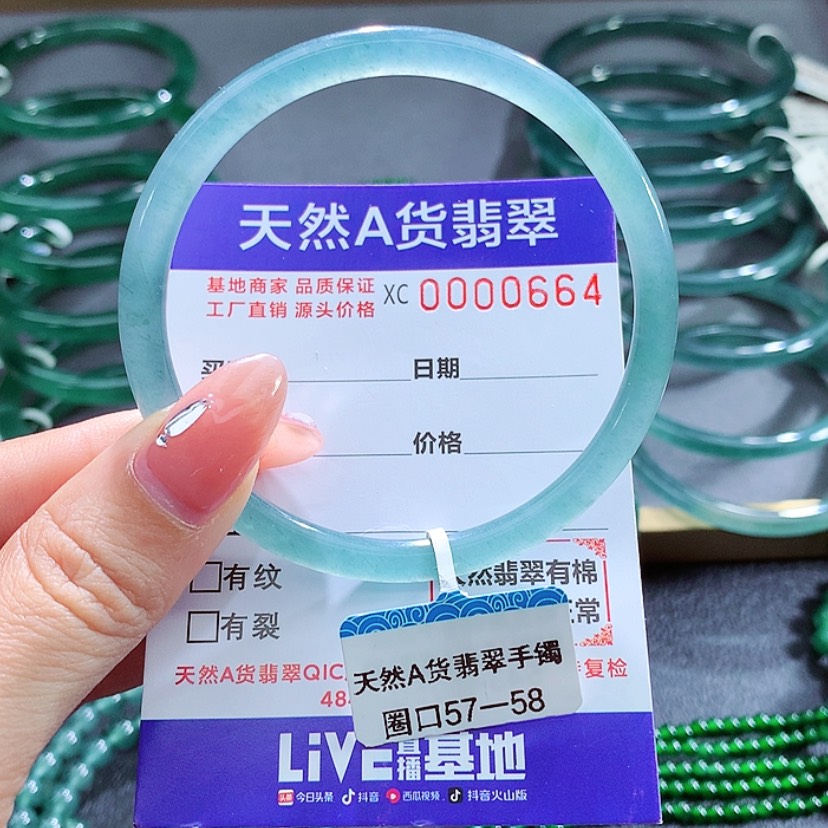 天然A货翡翠
基地商家 品质保证
工厂直销 源头价格
XC 0000664
日期
价格
有纹
有裂
然翡翠有棉
常
天然A货翡翠QIC
复检
48
天然A货翡翠手镯
圈口57—58
LiVE直播基地
头条 今日头条 抖音 西瓜视频 抖音火山版